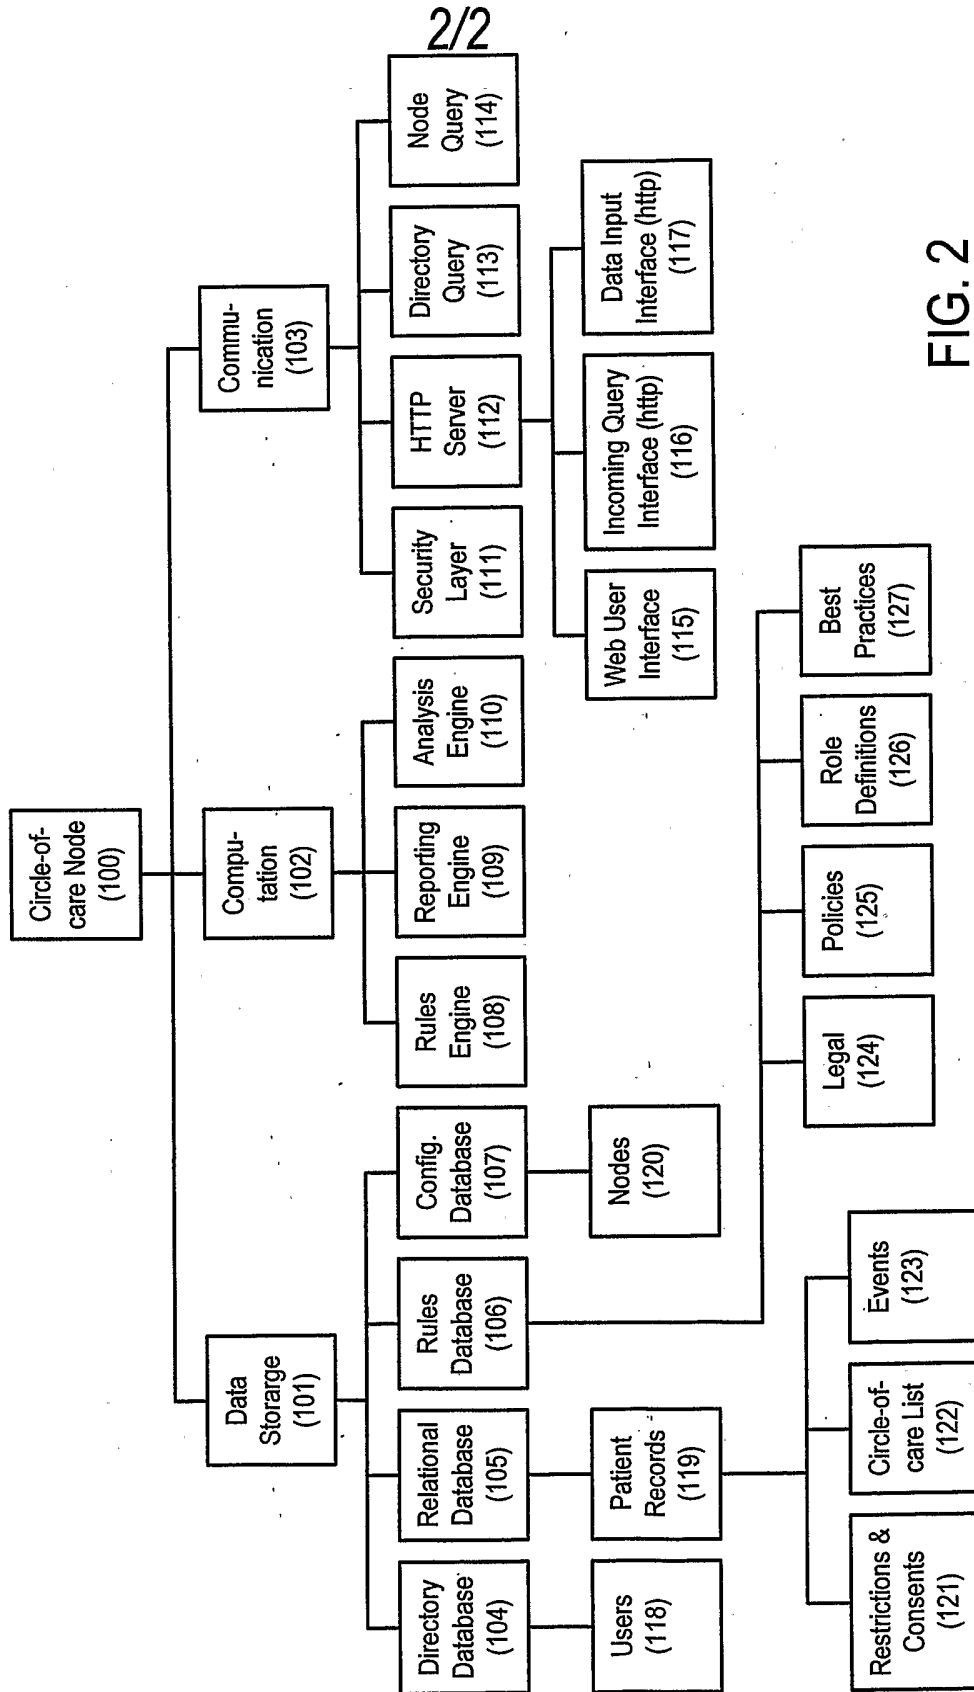 2/2
Circle-of-
care Node
(100)
Data
Storarge
(101)
Compu-
tation
(102)
Commu-
nication
(103)
Directory
Database
(104)
Relational
Database
(105)
Rules
Database
(106)
Config.
Database
(107)
Rules
Engine
(108)
Reporting
Engine
(109)
Analysis
Engine
(110)
Security
Layer
(111)
HTTP
Server
(112)
Directory
Query
(113)
Node
Query
(114)
Users
(118)
Patient
Records
(119)
Nodes
(120)
Web User
Interface
(115)
Incoming Query
Interface (http)
(116)
Data Input
Interface (http)
(117)
Restrictions &
Consents
(121)
Circle-of-
care List
(122)
Events
(123)
Legal
(124)
Policies
(125)
Role
Definitions
(126)
Best
Practices
(127)
FIG. 2